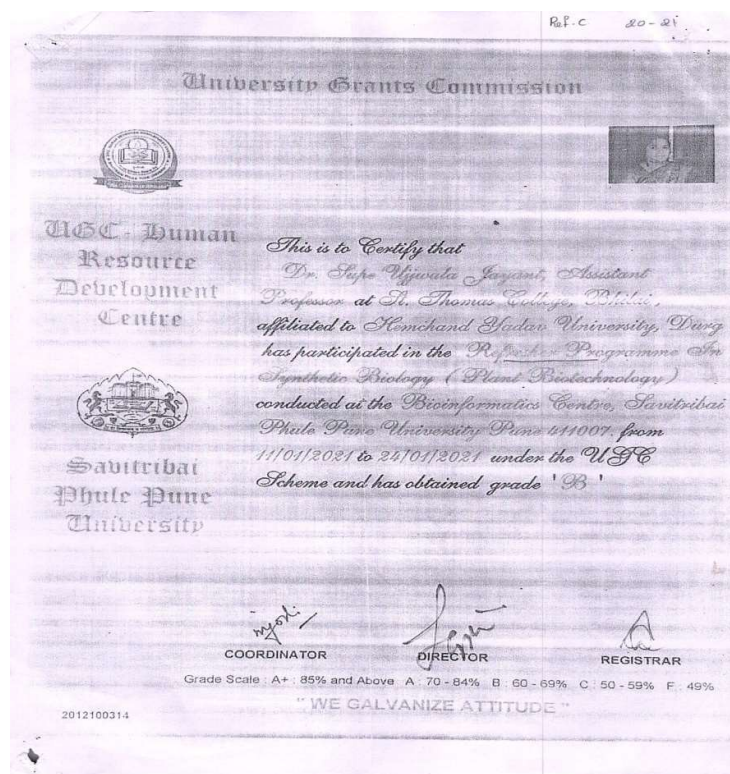 Ref-C 20-21
University Grants Commission
UGC - Human
Resource
Development
Centre
Savitribai
Phule Pune
University
This is to Certify that
Dr. Supe Ujjwala Jayant, Assistant
Professor at St. Thomas College, Bhilai,
affiliated to Hemchand Yadav University, Durg
has participated in the Refresher Programme In
Synthetic Biology ( Plant Biotechnology)
conducted at the Bioinformatics Centre, Savitribai
Phule Pune University Pune 411007. from
11/01/2021 to 24/01/2021 under the UGC
Scheme and has obtained grade ' B '
COORDINATOR
DIRECTOR
REGISTRAR
Grade Scale : A+ : 85% and Above A : 70 - 84% B : 60 - 69% C : 50 - 59% F : 49%
" WE GALVANIZE ATTITUDE "
2012100314